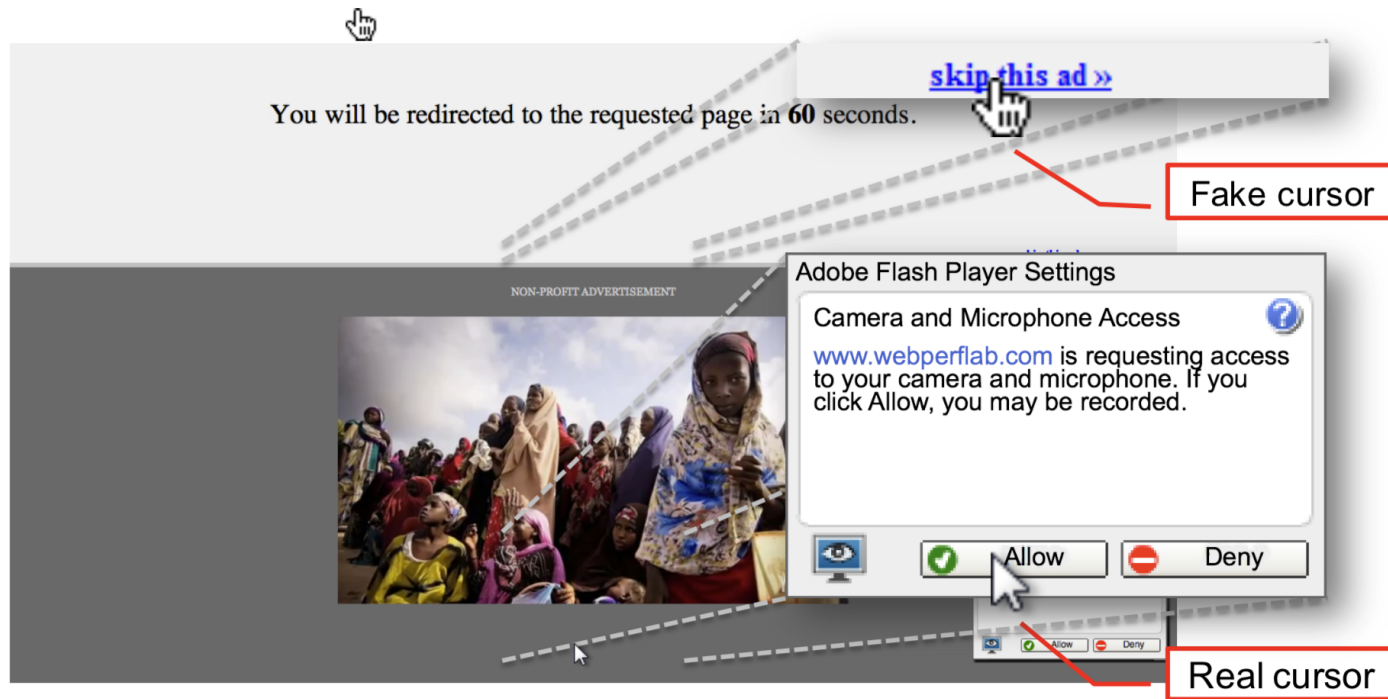 skip this ad »
You will be redirected to the requested page in 60 seconds.
Fake cursor
Adobe Flash Player Settings
NON-PROFIT ADVERTISEMENT
Camera and Microphone Access
www.webperflab.com is requesting access
to your camera and microphone. If you
click Allow, you may be recorded.
Allow
Deny
Allow
Deny
Real cursor